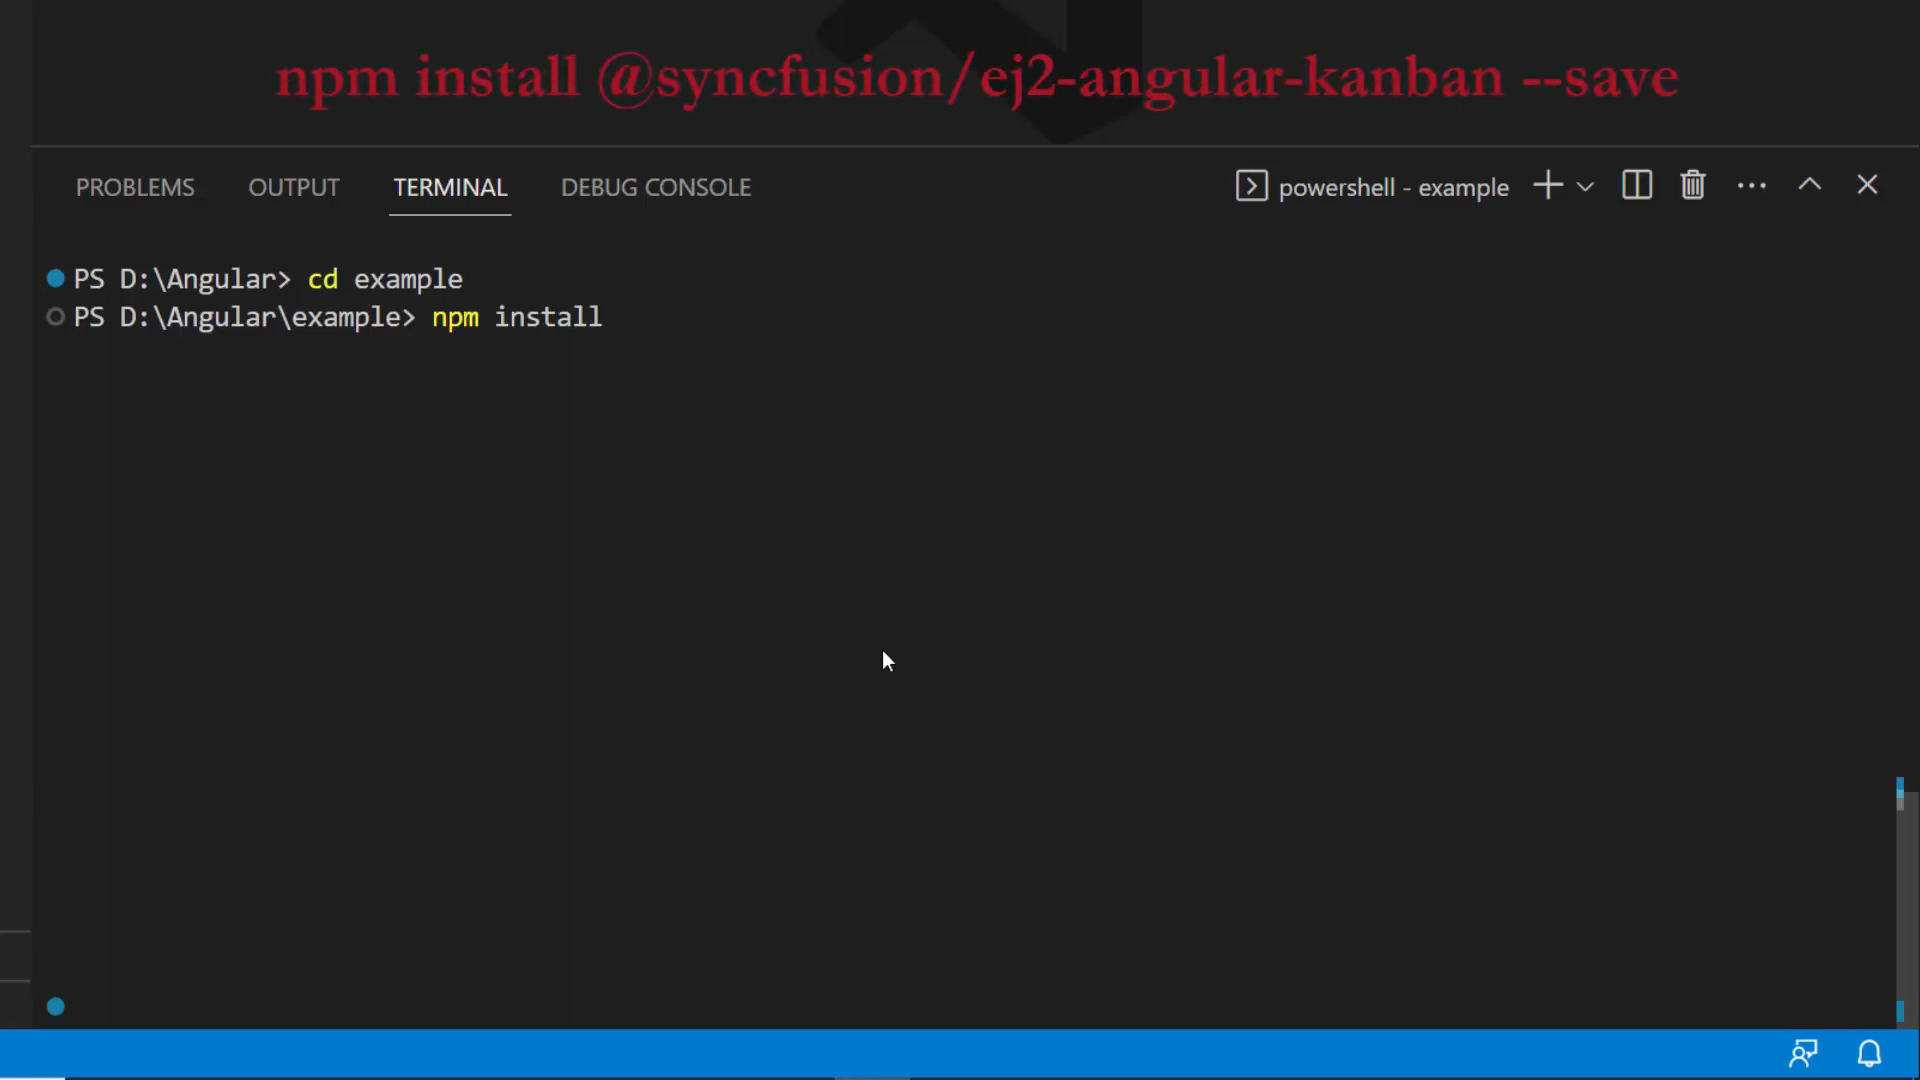 npm install @syncfusion/ej2-angular-kanban --save
PROBLEMS OUTPUT TERMINAL DEBUG CONSOLE powershell - example
PS D:\Angular> cd example
PS D:\Angular\example> npm install